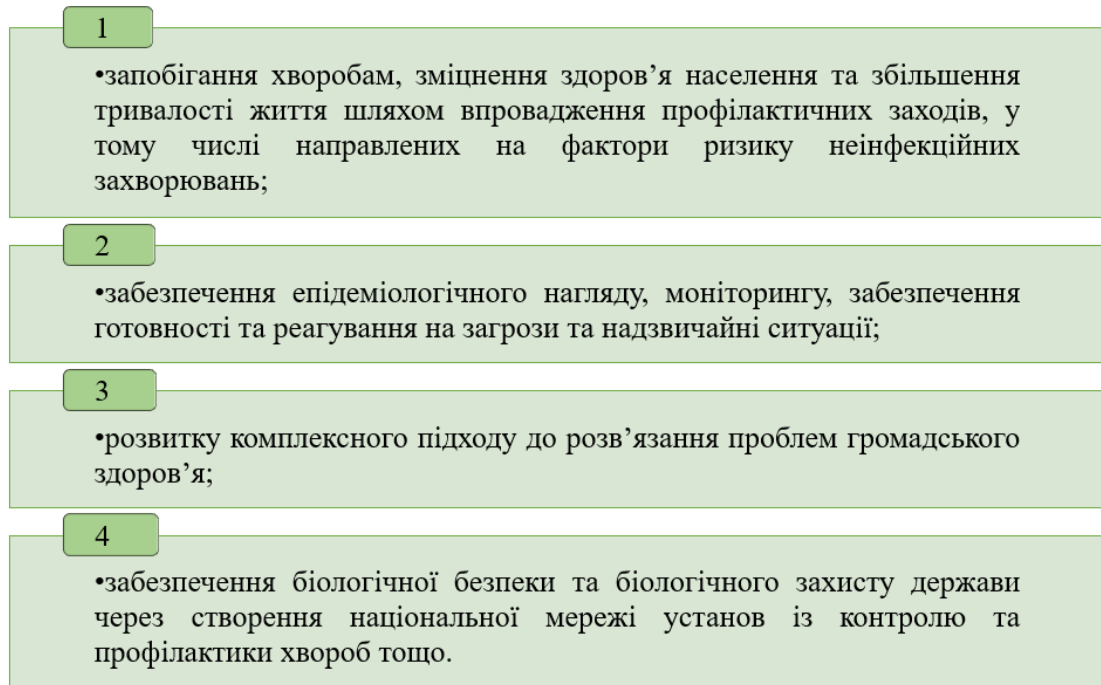 1
•запобігання хворобам, зміцнення здоров’я населення та збільшення
тривалості життя шляхом впровадження профілактичних заходів, у
тому числі направлених на фактори ризику неінфекційних
захворювань;
2
•забезпечення епідеміологічного нагляду, моніторингу, забезпечення
готовності та реагування на загрози та надзвичайні ситуації;
3
•розвитку комплексного підходу до розв’язання проблем громадського
здоров’я;
4
•забезпечення біологічної безпеки та біологічного захисту держави
через створення національної мережі установ із контролю та
профілактики хвороб тощо.